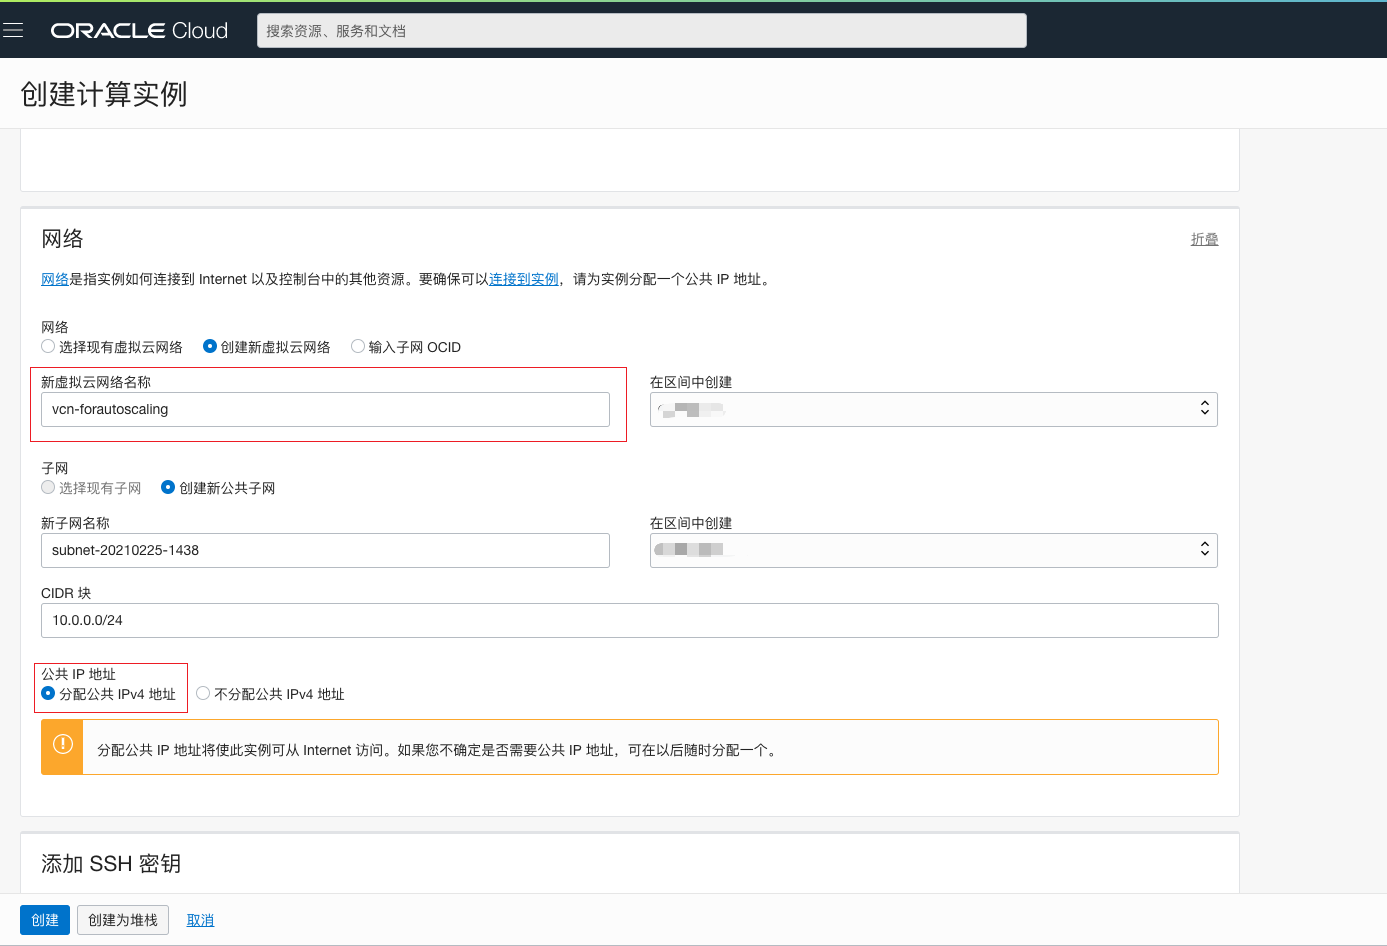 ORACLE Cloud
搜索资源、服务和文档
创建计算实例
网络
折叠
网络是指实例如何连接到 Internet 以及控制台中的其他资源。要确保可以连接到实例，请为实例分配一个公共 IP 地址。
网络
选择现有虚拟云网络 创建新虚拟云网络 输入子网 OCID
新虚拟云网络名称 在区间中创建
vcn-forautoscaling
子网
选择现有子网 创建新公共子网
新子网名称 在区间中创建
subnet-20210225-1438
CIDR 块
10.0.0.0/24
公共 IP 地址
分配公共 IPv4 地址 不分配公共 IPv4 地址
分配公共 IP 地址将使此实例可从 Internet 访问。如果您不确定是否需要公共 IP 地址，可在以后随时分配一个。
添加 SSH 密钥
创建 创建为堆栈 取消